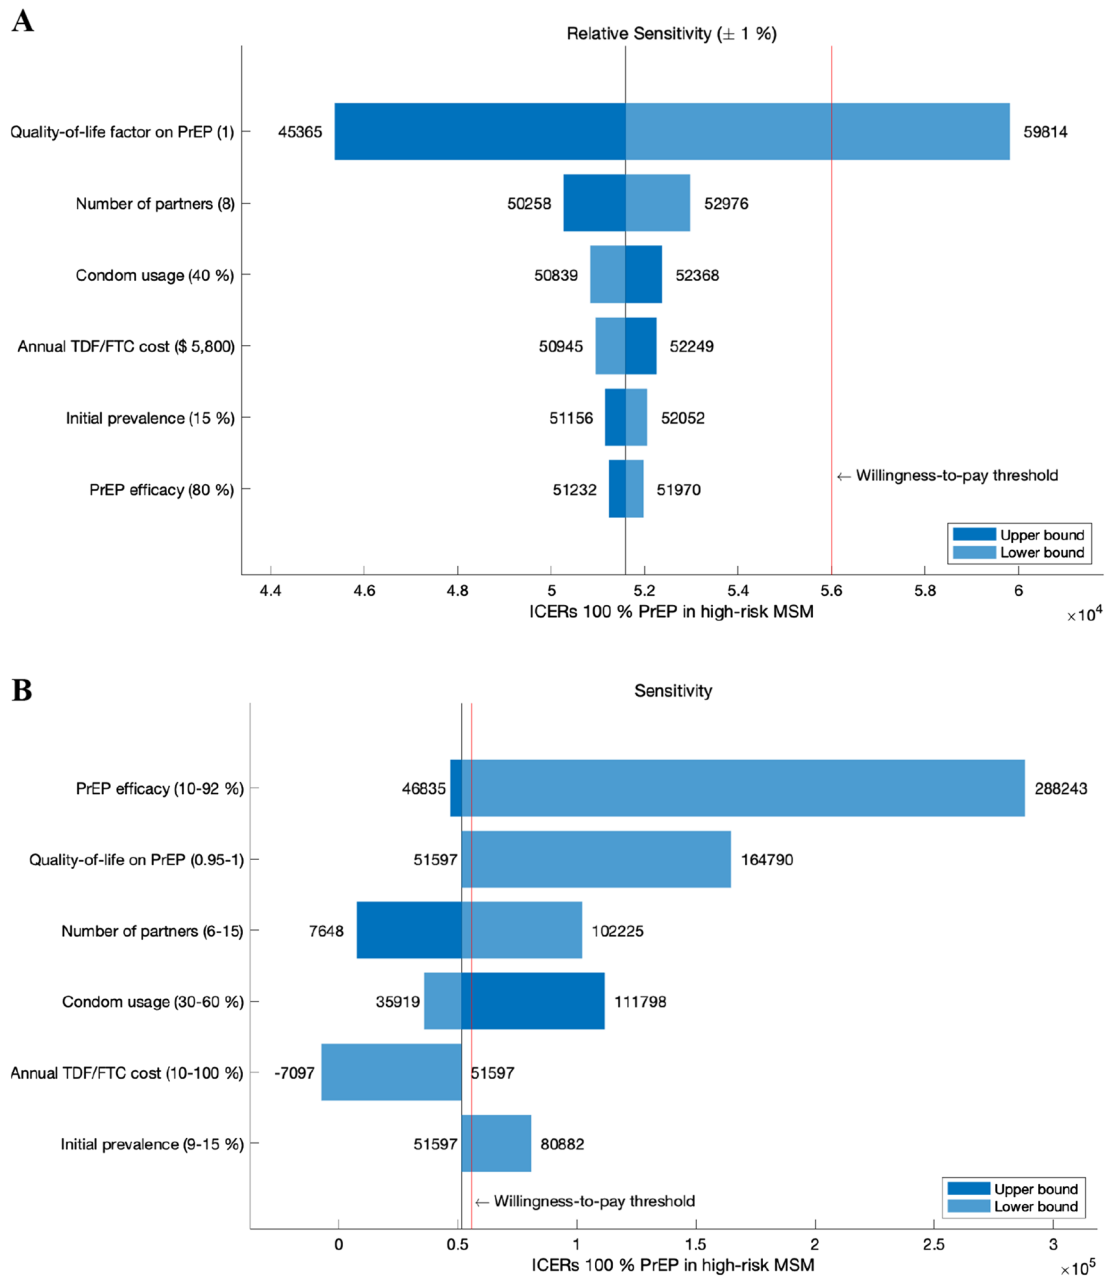 A
Relative Sensitivity (± 1 %)
Quality-of-life factor on PrEP (1)
45365
59814
Number of partners (8)
50258
52976
Condom usage (40 %)
50839
52368
Annual TDF/FTC cost ($ 5,800)
50945
52249
Initial prevalence (15 %)
51156
52052
PrEP efficacy (80 %)
51232
51970
← Willingness-to-pay threshold
Upper bound
Lower bound
4.4 4.6 4.8 5 5.2 5.4 5.6 5.8 6
ICERs 100 % PrEP in high-risk MSM
×10⁴
B
Sensitivity
PrEP efficacy (10-92 %)
46835
288243
Quality-of-life on PrEP (0.95-1)
51597
164790
Number of partners (6-15)
7648
102225
Condom usage (30-60 %)
35919
111798
Annual TDF/FTC cost (10-100 %)
-7097
51597
Initial prevalence (9-15 %)
51597
80882
← Willingness-to-pay threshold
Upper bound
Lower bound
0 0.5 1 1.5 2 2.5 3
ICERs 100 % PrEP in high-risk MSM
×10⁵